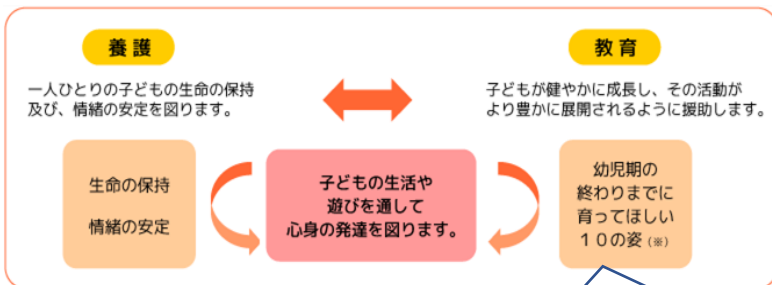 養護
教育
一人ひとりの子どもの生命の保持
及び、情緒の安定を図ります。
子どもが健やかに成長し、その活動が
より豊かに展開されるように援助します。
生命の保持
情緒の安定
子どもの生活や
遊びを通して
心身の発達を図ります。
幼児期の
終わりまでに
育ってほしい
１０の姿（※）